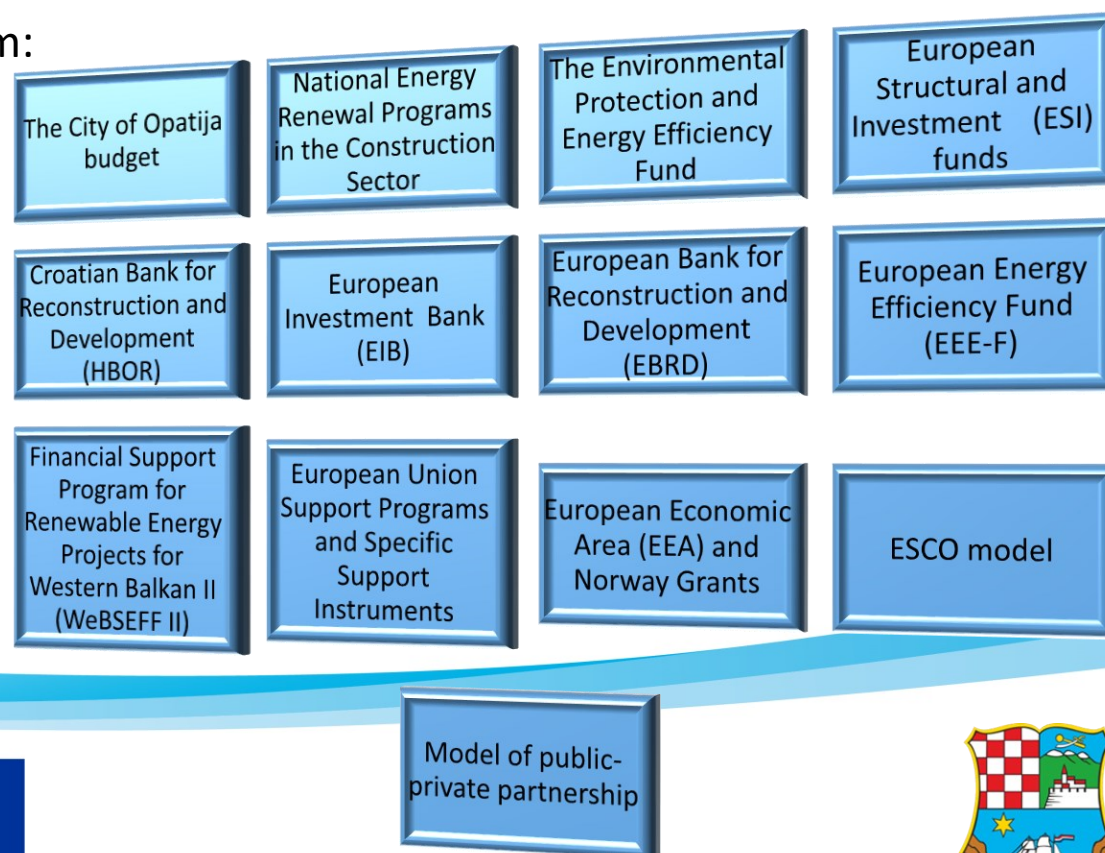 m:
The City of Opatija
budget
National Energy
Renewal Programs
in the Construction
Sector
The Environmental
Protection and
Energy Efficiency
Fund
European
Structural and
Investment (ESI)
funds
Croatian Bank for
Reconstruction and
Development
(HBOR)
European
Investment Bank
(EIB)
European Bank for
Reconstruction and
Development
(EBRD)
European Energy
Efficiency Fund
(EEE-F)
Financial Support
Program for
Renewable Energy
Projects for
Western Balkan II
(WeBSEFF II)
European Union
Support Programs
and Specific
Support
Instruments
European Economic
Area (EEA) and
Norway Grants
ESCO model
Model of public-
private partnership